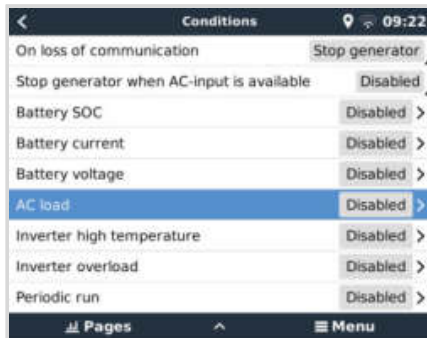 Conditions 09:22
On loss of communication Stop generator
Stop generator when AC-input is available Disabled
Battery SOC Disabled
Battery current Disabled
Battery voltage Disabled
AC load Disabled
Inverter high temperature Disabled
Inverter overload Disabled
Periodic run Disabled
Pages Menu